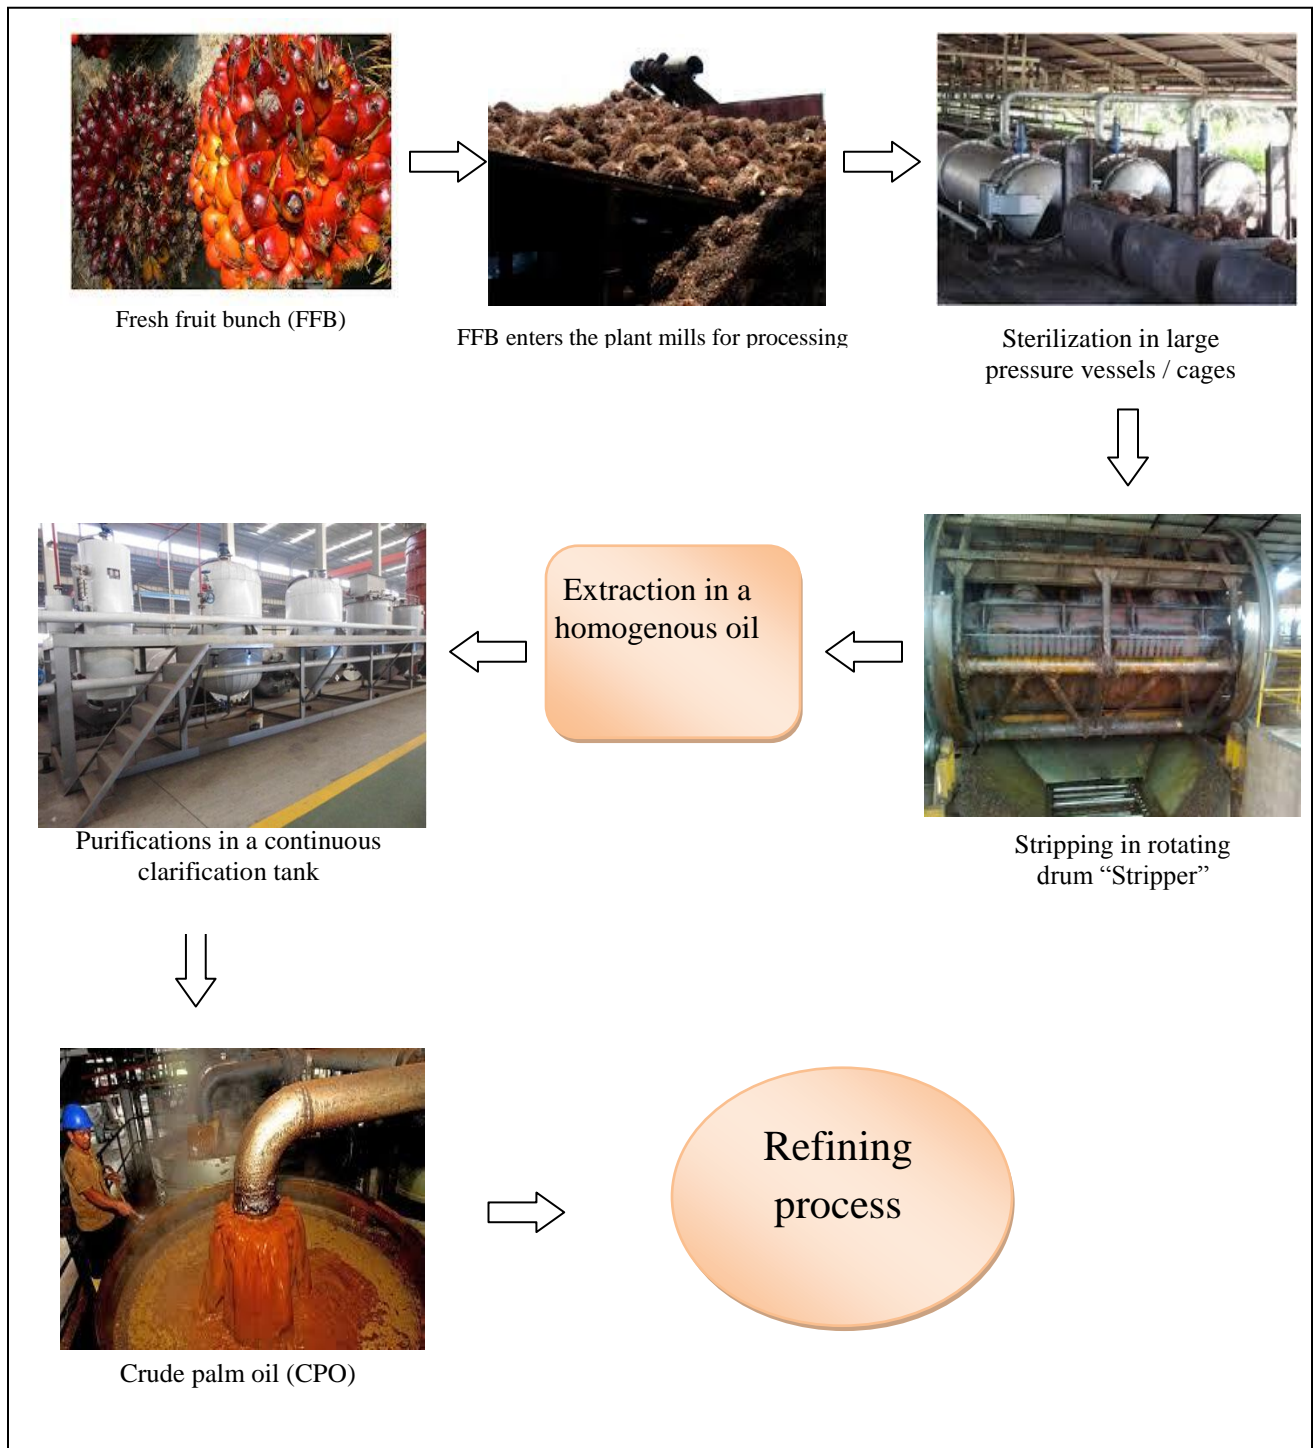 Fresh fruit bunch (FFB)
FFB enters the plant mills for processing
Sterilization in large
pressure vessels / cages
Extraction in a
homogenous oil
Purifications in a continuous
clarification tank
Stripping in rotating
drum “Stripper”
Crude palm oil (CPO)
Refining
process